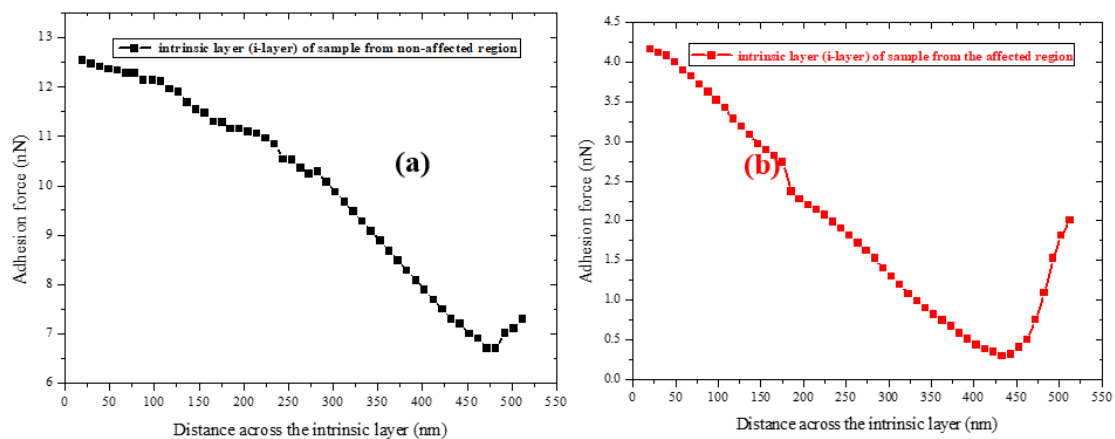 13
12
11
10
9
8
7
6
0 50 100 150 200 250 300 350 400 450 500 550
Adhesion force (nN)
Distance across the intrinsic layer (nm)
intrinsic layer (i-layer) of sample from non-affected region
(a)
4.5
4.0
3.5
3.0
2.5
2.0
1.5
1.0
0.5
0.0
0 50 100 150 200 250 300 350 400 450 500 550
Adhesion force (nN)
Distance across the intrinsic layer (nm)
intrinsic layer (i-layer) of sample from the affected region
(b)